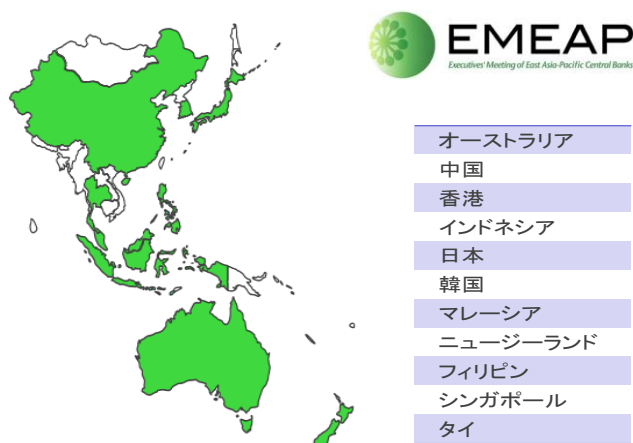 EMEAP
Executives' Meeting of East Asia-Pacific Central Banks
オーストラリア
中国
香港
インドネシア
日本
韓国
マレーシア
ニュージーランド
フィリピン
シンガポール
タイ